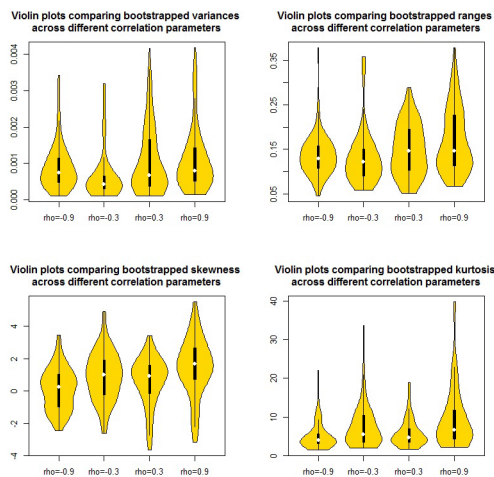 Violin plots comparing bootstrapped variances
across different correlation parameters
0.004
0.003
0.002
0.001
0.000
rho=-0.9 rho=-0.3 rho=0.3 rho=0.9
Violin plots comparing bootstrapped ranges
across different correlation parameters
0.35
0.25
0.15
0.05
rho=-0.9 rho=-0.3 rho=0.3 rho=0.9
Violin plots comparing bootstrapped skewness
across different correlation parameters
4
2
0
-2
-4
rho=-0.9 rho=-0.3 rho=0.3 rho=0.9
Violin plots comparing bootstrapped kurtosis
across different correlation parameters
40
30
20
10
0
rho=-0.9 rho=-0.3 rho=0.3 rho=0.9